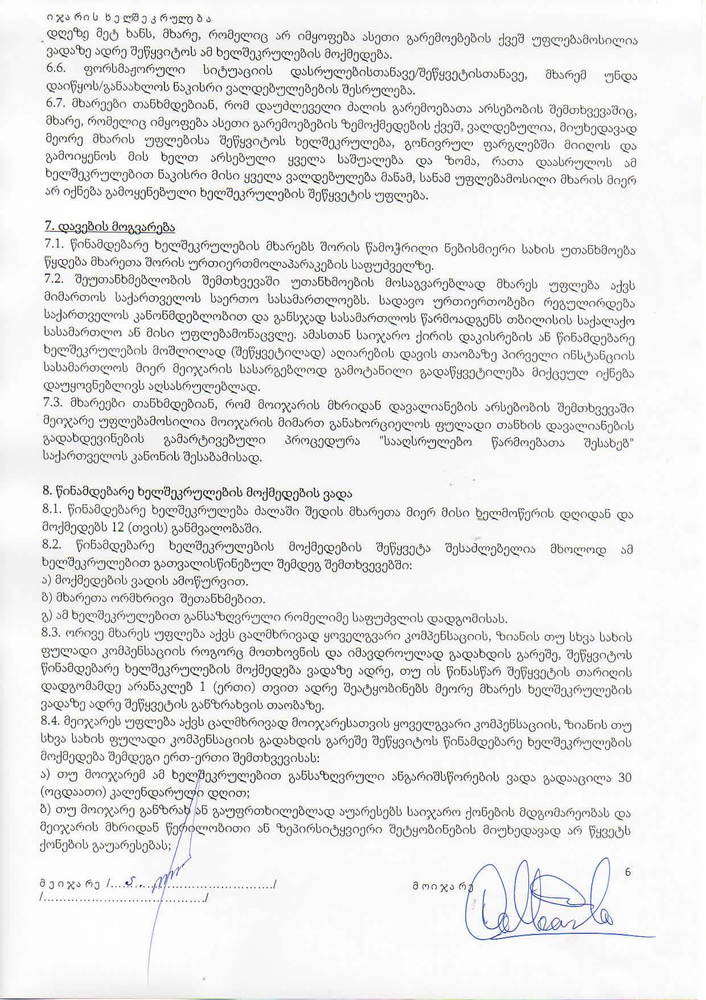 ი ჯ ა რ ი ს ხ ე ლ შ ე კ რ უ ლ ე ბ ა
დღეზე მეტ ხანს, მხარე, რომელიც არ იმყოფება ასეთი გარემოებების ქვეშ უფლებამოსილია
ვადაზე ადრე შეწყვიტოს ამ ხელშეკრულების მოქმედება.
6.6. ფორსმაჟორული სიტუაციის დასრულებისთანავე/შეწყვეტისთანავე, მხარემ უნდა
დაიწყოს/განაახლოს ნაკისრი ვალდებულებების შესრულება.
6.7. მხარეები თანხმდებიან, რომ დაუძლეველი ძალის გარემოებათა არსებობის შემთხვევაშიც,
მხარე, რომელიც იმყოფება ასეთი გარემოებების ზემოქმედების ქვეშ, ვალდებულია, მიუხედავად
მეორე მხარის უფლებისა შეწყვიტოს ხელშეკრულება, გონივრულ ფარგლებში მიიღოს და
გამოიყენოს მის ხელთ არსებული ყველა საშუალება და ზომა, რათა დაასრულოს ამ
ხელშეკრულებით ნაკისრი მისი ყველა ვალდებულება მანამ, სანამ უფლებამოსილი მხარის მიერ
არ იქნება გამოყენებული ხელშეკრულების შეწყვეტის უფლება.
7. დავების მოგვარება
7.1. წინამდებარე ხელშეკრულების მხარებს შორის წამოჭრილი ნებისმიერი სახის უთანხმოება
წყდება მხარეთა შორის ურთიერთმოლაპარაკების საფუძველზე.
7.2. შეუთანხმებლობის შემთხვევაში უთანხმოების მოსაგვარებლად მხარეს უფლება აქვს
მიმართოს საქართველოს საერთო სასამართლოებს. სადავო ურთიერთობები რეგულირდება
საქართველოს კანონმდებლობით და განსჯად სასამართლოს წარმოადგენს თბილისის საქალაქო
სასამართლო ან მისი უფლებამონაცვლე. ამასთან საიჯარო ქირის დაკისრების ან წინამდებარე
ხელშეკრულების მოშლილად (შეწყვეტილად) აღიარების დავის თაობაზე პირველი ინსტანციის
სასამართლოს მიერ მეიჯარის სასარგებლოდ გამოტანილი გადაწყვეტილება მიქცეულ იქნება
დაუყოვნებლივს აღსასრულებლად.
7.3. მხარეები თანხმდებიან, რომ მოიჯარის მხრიდან დავალიანების არსებობის შემთხვევაში
მეიჯარე უფლებამოსილია მოიჯარის მიმართ განახორციელოს ფულადი თანხის დავალიანების
გადახდევინების გამარტივებული პროცედურა "სააღსრულებო წარმოებათა შესახებ"
საქართველოს კანონის შესაბამისად.
8. წინამდებარე ხელშეკრულების მოქმედების ვადა
8.1. წინამდებარე ხელშეკრულება ძალაში შედის მხარეთა მიერ მისი ხელმოწერის დღიდან და
მოქმედებს 12 (თვის) განმვალობაში.
8.2. წინამდებარე ხელშეკრულების მოქმედების შეწყვეტა შესაძლებელია მხოლოდ ამ
ხელშეკრულებით გათვალისწინებულ შემდეგ შემთხვევებში:
ა) მოქმედების ვადის ამოწურვით.
ბ) მხარეთა ორმხრივი შეთანხმებით.
გ) ამ ხელშეკრულებით განსაზღვრული რომელიმე საფუძვლის დადგომისას.
8.3. ორივე მხარეს უფლება აქვს ცალმხრივად ყოველგვარი კომპენსაციის, ზიანის თუ სხვა სახის
ფულადი კომპენსაციის როგორც მოთხოვნის და იმავდროულად გადახდის გარეშე, შეწყვიტოს
წინამდებარე ხელშეკრულების მოქმედება ვადაზე ადრე, თუ ის წინასწარ შეწყვეტის თარიღის
დადგომამდე არანაკლებ 1 (ერთი) თვით ადრე შეატყობინებს მეორე მხარეს ხელშეკრულების
ვადაზე ადრე შეწყვეტის განზრახვის თაობაზე.
8.4. მეიჯარეს უფლება აქვს ცალმხრივად მოიჯარესათვის ყოველგვარი კომპენსაციის, ზიანის თუ
სხვა სახის ფულადი კომპენსაციის გადახდის გარეშე შეწყვიტოს წინამდებარე ხელშეკრულების
მოქმედება შემდეგი ერთ-ერთი შემთხვევისას:
ა) თუ მოიჯარემ ამ ხელშეკრულებით განსაზღვრული ანგარიშსწორების ვადა გადააცილა 30
(ოცდაათი) კალენდარული დღით;
ბ) თუ მოიჯარე განზრახ ან გაუფრთხილებლად აუარესებს საიჯარო ქონების მდგომარეობას და
მეიჯარის მხრიდან წერილობითი ან ზეპირსიტყვიერი შეტყობინების მიუხედავად არ წყვეტს
ქონების გაუარესებას;
6
მ ე ი ჯ ა რ ე /............................................/
მ ო ი ჯ ა რ ე
/........................................../